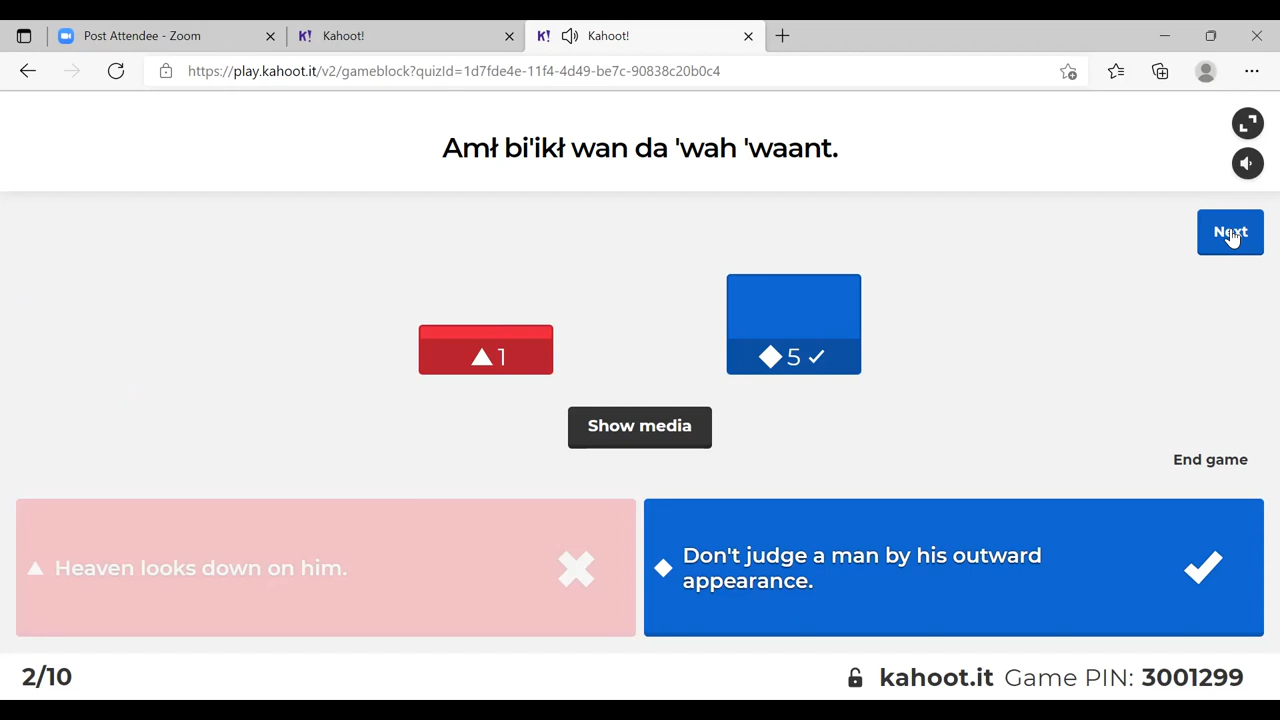 Post Attendee - Zoom
K! Kahoot!
K! Kahoot!
https://play.kahoot.it/v2/gameblock?quizId=1d7fde4e-11f4-4d49-be7c-90838c20b0c4
Amł bi'ikł wan da 'wah 'waant.
Next
1
5
Show media
End game
Heaven looks down on him.
Don't judge a man by his outward
appearance.
2/10
kahoot.it Game PIN: 3001299